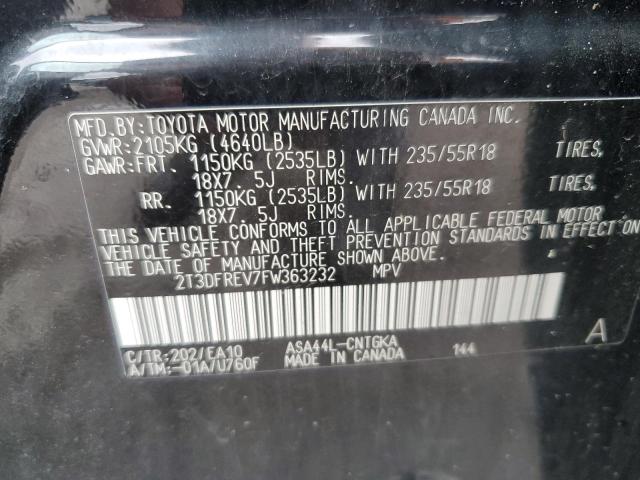 MFD.BY:TOYOTA MOTOR MANUFACTURING CANADA INC.
GVWR:2105KG (4640LB)
GAWR:FRT. 1150KG (2535LB) WITH 235/55R18 TIRES,
18X7.5J RIMS.
RR. 1150KG (2535LB) WITH 235/55R18 TIRES,
18X7.5J RIMS.
THIS VEHICLE CONFORMS TO ALL APPLICABLE FEDERAL MOTOR
VEHICLE SAFETY AND THEFT PREVENTION STANDARDS IN EFFECT ON
THE DATE OF MANUFACTURE SHOWN ABOVE.
2T3DFREV7FW363232 MPV
C/TR:202/EA10 ASA44L-CNTGKA 144 A
A/TM:-01A/U760F MADE IN CANADA